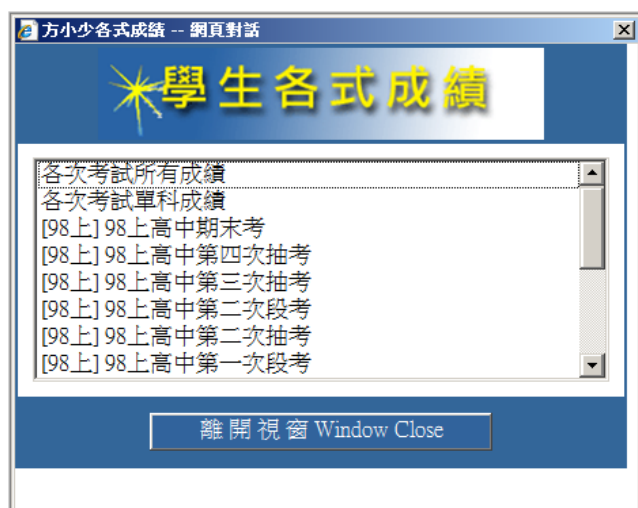 方小少各式成績 -- 網頁對話
學生各式成績
各次考試所有成績
各次考試單科成績
[98上] 98上高中期末考
[98上] 98上高中第四次抽考
[98上] 98上高中第三次抽考
[98上] 98上高中第二次段考
[98上] 98上高中第二次抽考
[98上] 98上高中第一次段考
離 開 視 窗 Window Close